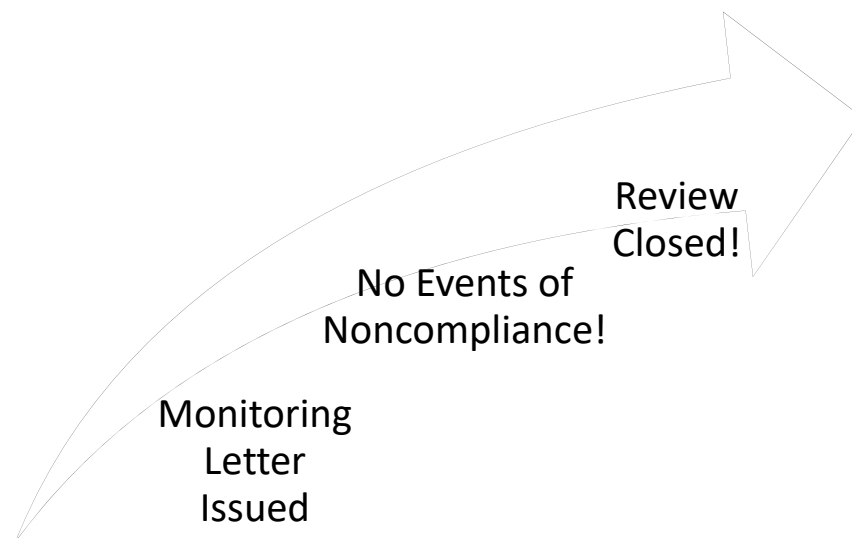 Monitoring
Letter
Issued
No Events of
Noncompliance!
Review
Closed!